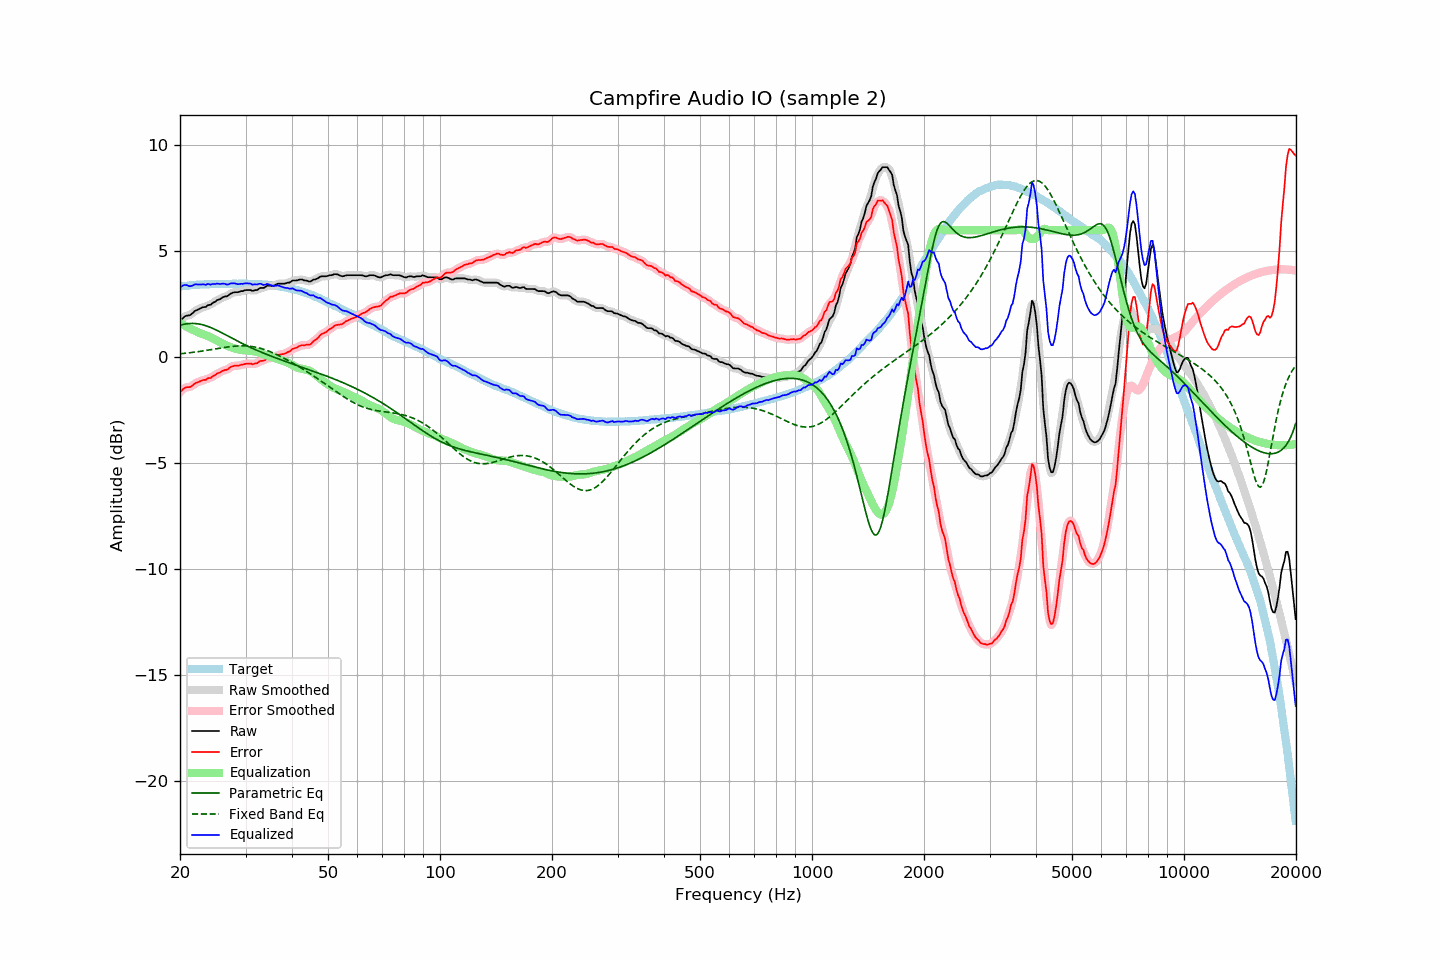 Campfire Audio IO (sample 2)
10
5
0
−5
−10
−15
−20
Amplitude (dBr)
Target
Raw Smoothed
Error Smoothed
Raw
Error
Equalization
Parametric Eq
Fixed Band Eq
Equalized
20 50 100 200 500 1000 2000 5000 10000 20000
Frequency (Hz)